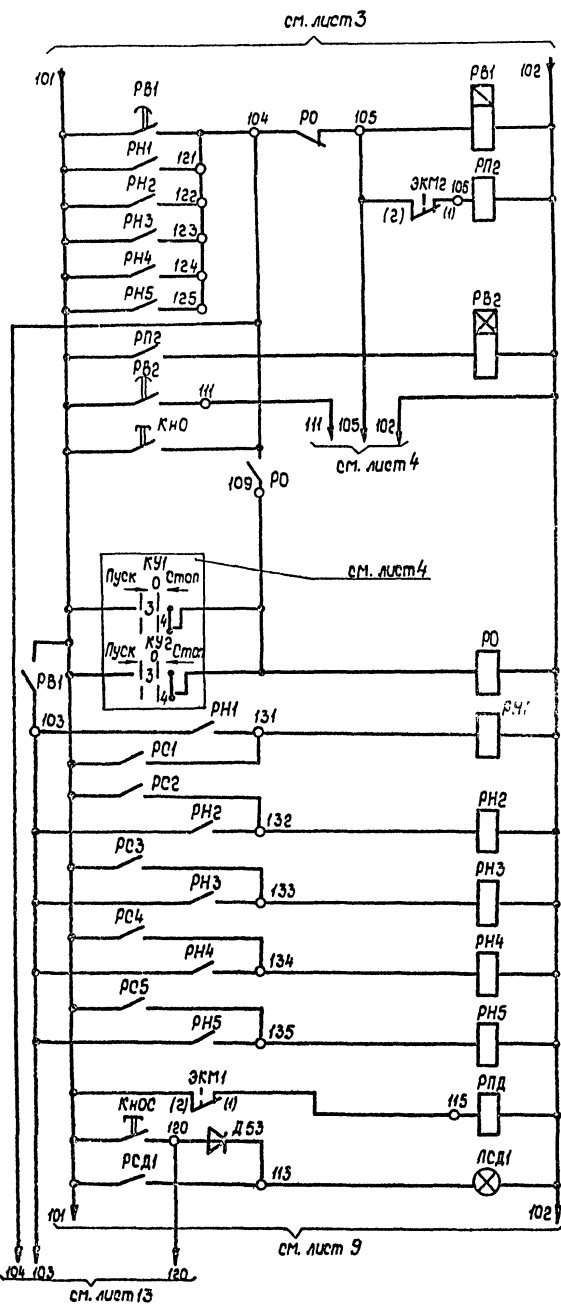 см. лист 3
101
102
РВ1
РВ1
104
РО
105
РН1
121
РН2
122
ЭКМ2
106
РП2
(2)
(1)
РН3
123
РН4
124
РН5
125
РВ2
РП2
РВ2
111
КнО
111
105
102
см. лист 4
109
РО
КУ1
Пуск
0
Стоп
см. лист 4
3
4
КУ2
Пуск
0
Стоп
3
4
РО
РВ1
103
РН1
131
РН1
РС1
РС2
РН2
132
РН2
РС3
РН3
133
РН3
РС4
РН4
134
РН4
РС5
РН5
135
РН5
ЭКМ1
(2)
(1)
115
РПД
КнОС
120
Д53
РСД1
113
ЛСД1
101
102
см. лист 9
104
103
120
см. лист 13